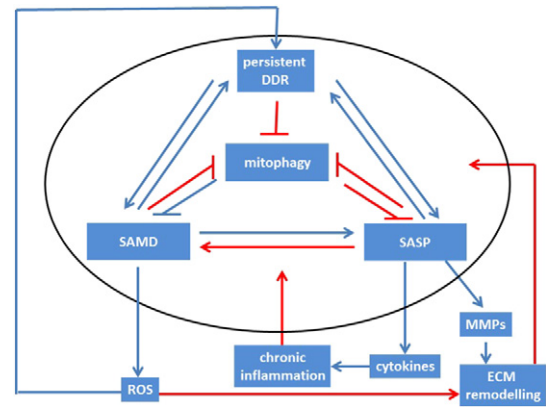 persistent
DDR
mitophagy
SAMD
SASP
MMPs
chronic
inflammation
cytokines
ECM
remodelling
ROS